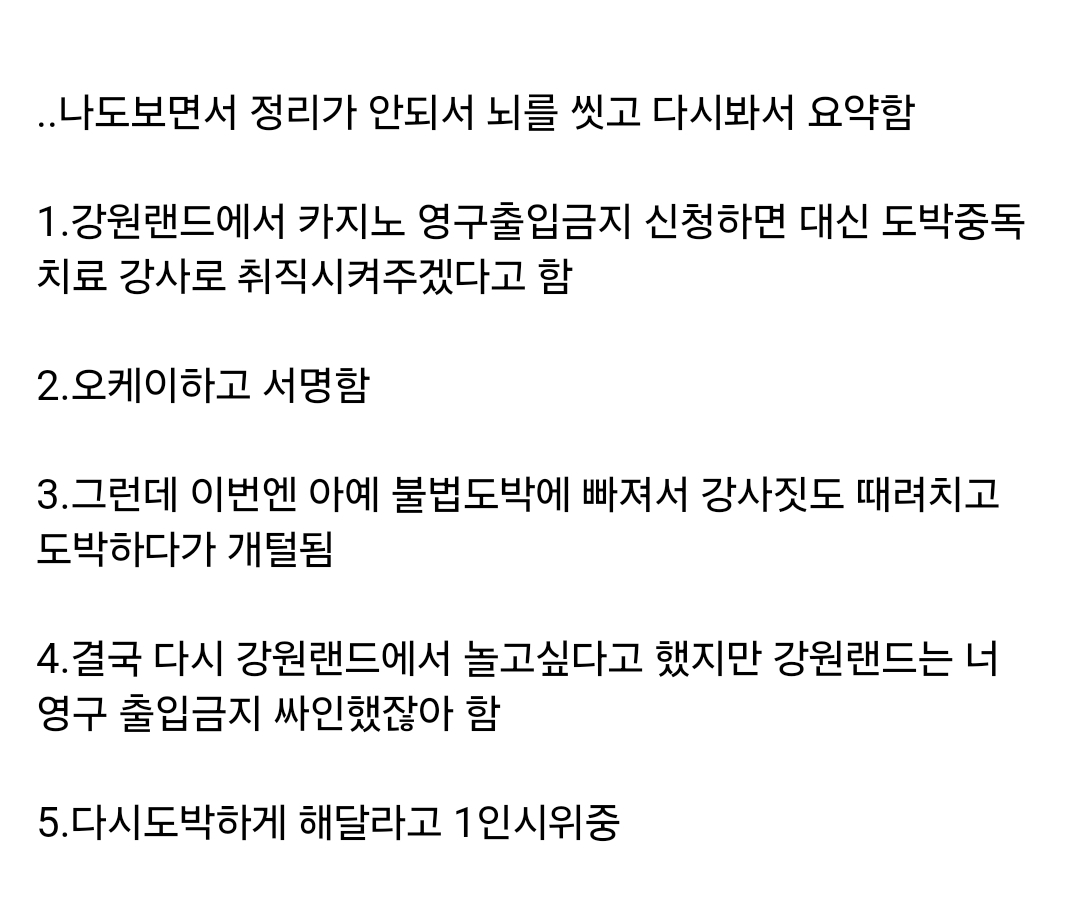 ..나도보면서 정리가 안되서 뇌를 씻고 다시봐서 요약함
1.강원랜드에서 카지노 영구출입금지 신청하면 대신 도박중독
치료 강사로 취직시켜주겠다고 함
2.오케이하고 서명함
3.그런데 이번엔 아예 불법도박에 빠져서 강사짓도 때려치고
도박하다가 개털됨
4.결국 다시 강원랜드에서 놀고싶다고 했지만 강원랜드는 너
영구 출입금지 싸인했잖아 함
5.다시도박하게 해달라고 1인시위중